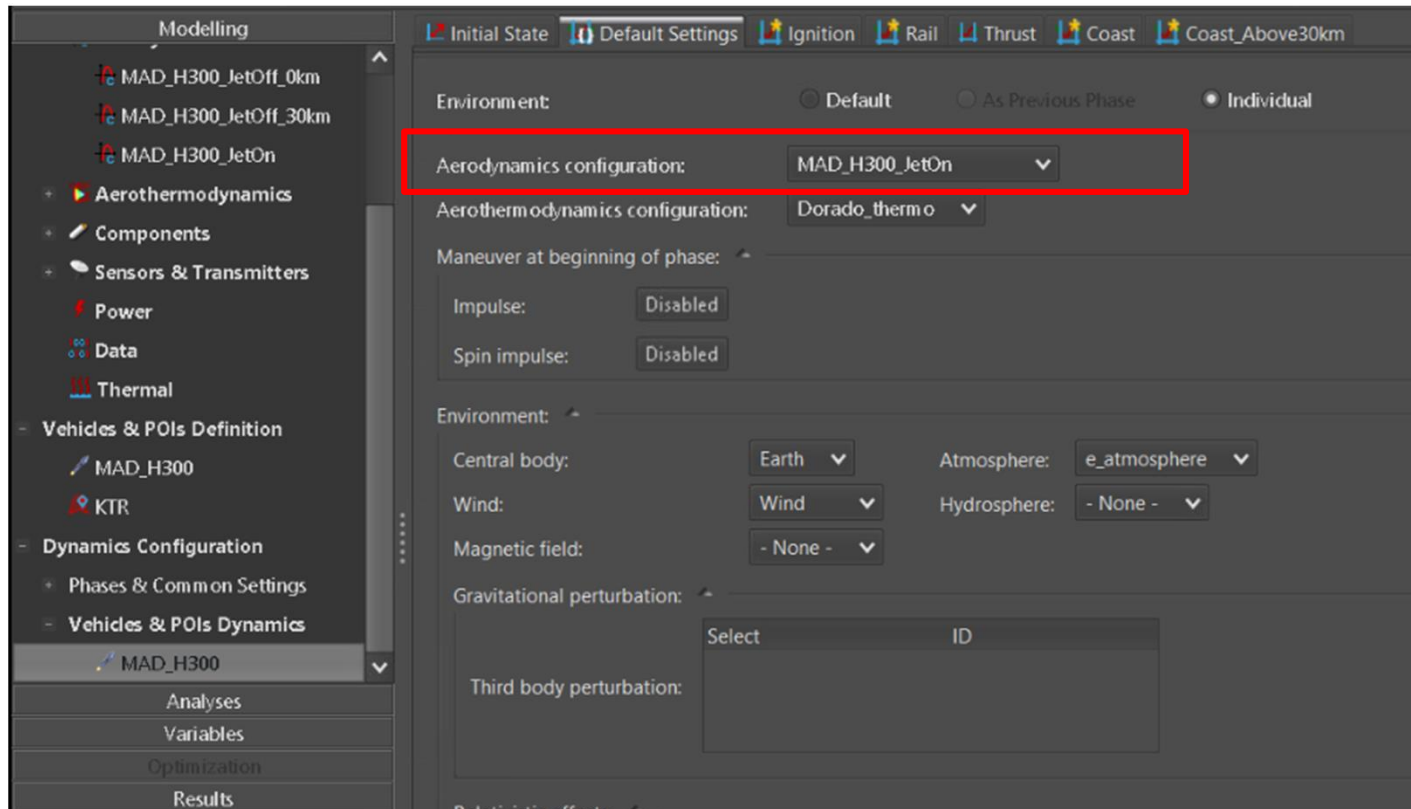 Modelling
MAD_H300_JetOff_0km
MAD_H300_JetOff_30km
MAD_H300_JetOn
Aerothermodynamics
Components
Sensors & Transmitters
Power
Data
Thermal
Vehicles & POIs Definition
MAD_H300
KTR
Dynamics Configuration
Phases & Common Settings
Vehicles & POIs Dynamics
MAD_H300
Analyses
Variables
Optimization
Results
Initial State Default Settings Ignition Rail Thrust Coast Coast_Above30km
Environment: Default As Previous Phase Individual
Aerodynamics configuration: MAD_H300_JetOn
Aerothermodynamics configuration: Dorado_thermo
Maneuver at beginning of phase:
Impulse: Disabled
Spin impulse: Disabled
Environment:
Central body: Earth Atmosphere: e_atmosphere
Wind: Wind Hydrosphere: - None -
Magnetic field: - None -
Gravitational perturbation:
Select ID
Third body perturbation: